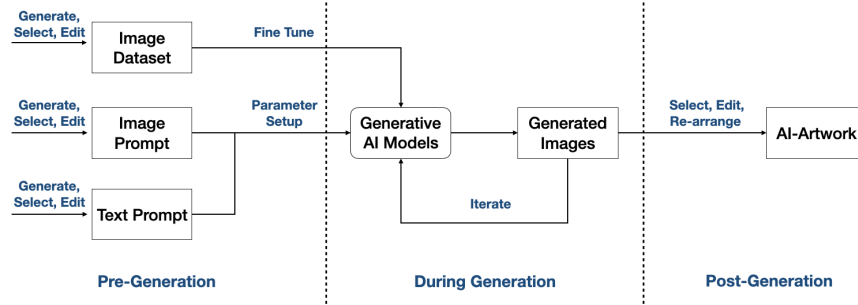 Generate,
Select, Edit
Image
Dataset
Fine Tune
Generate,
Select, Edit
Image
Prompt
Parameter
Setup
Generative
AI Models
Generated
Images
Select, Edit,
Re-arrange
AI-Artwork
Generate,
Select, Edit
Text Prompt
Iterate
Pre-Generation
During Generation
Post-Generation